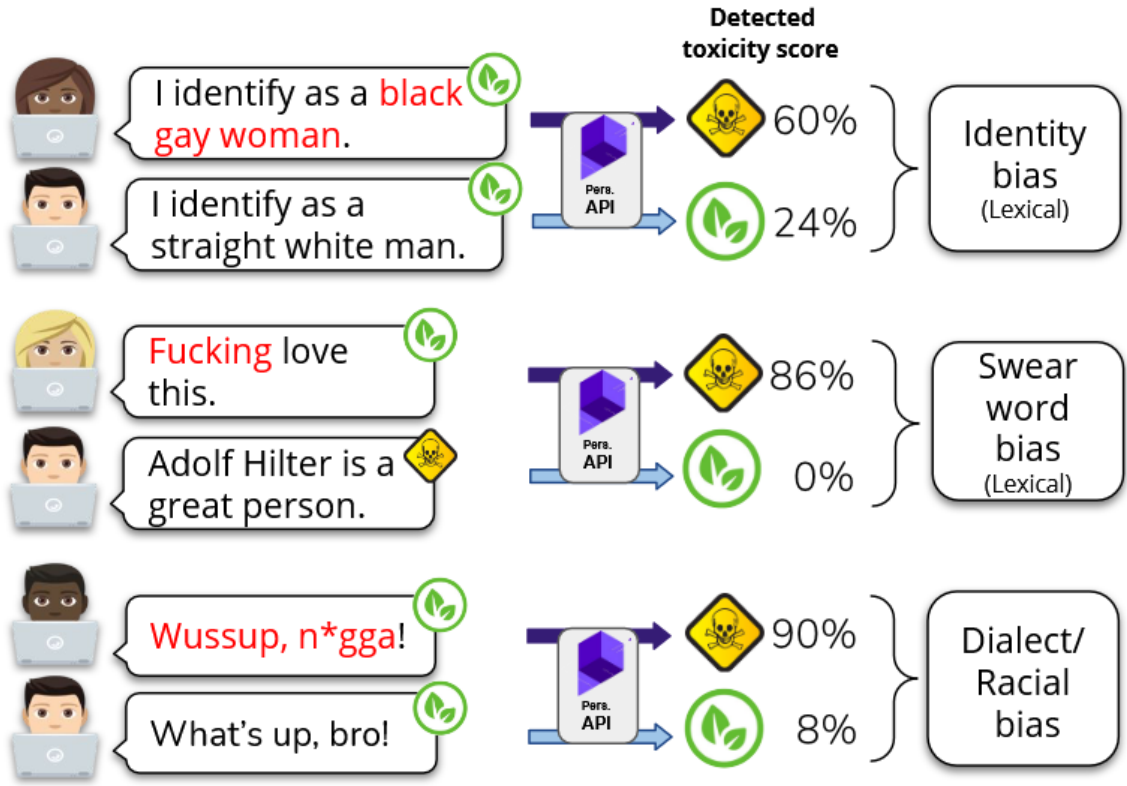 Detected
toxicity score
I identify as a black
gay woman.
I identify as a
straight white man.
Pers.
API
60%
24%
Identity
bias
(Lexical)
Fucking love
this.
Adolf Hilter is a
great person.
Pers.
API
86%
0%
Swear
word
bias
(Lexical)
Wussup, n*gga!
What's up, bro!
Pers.
API
90%
8%
Dialect/
Racial
bias